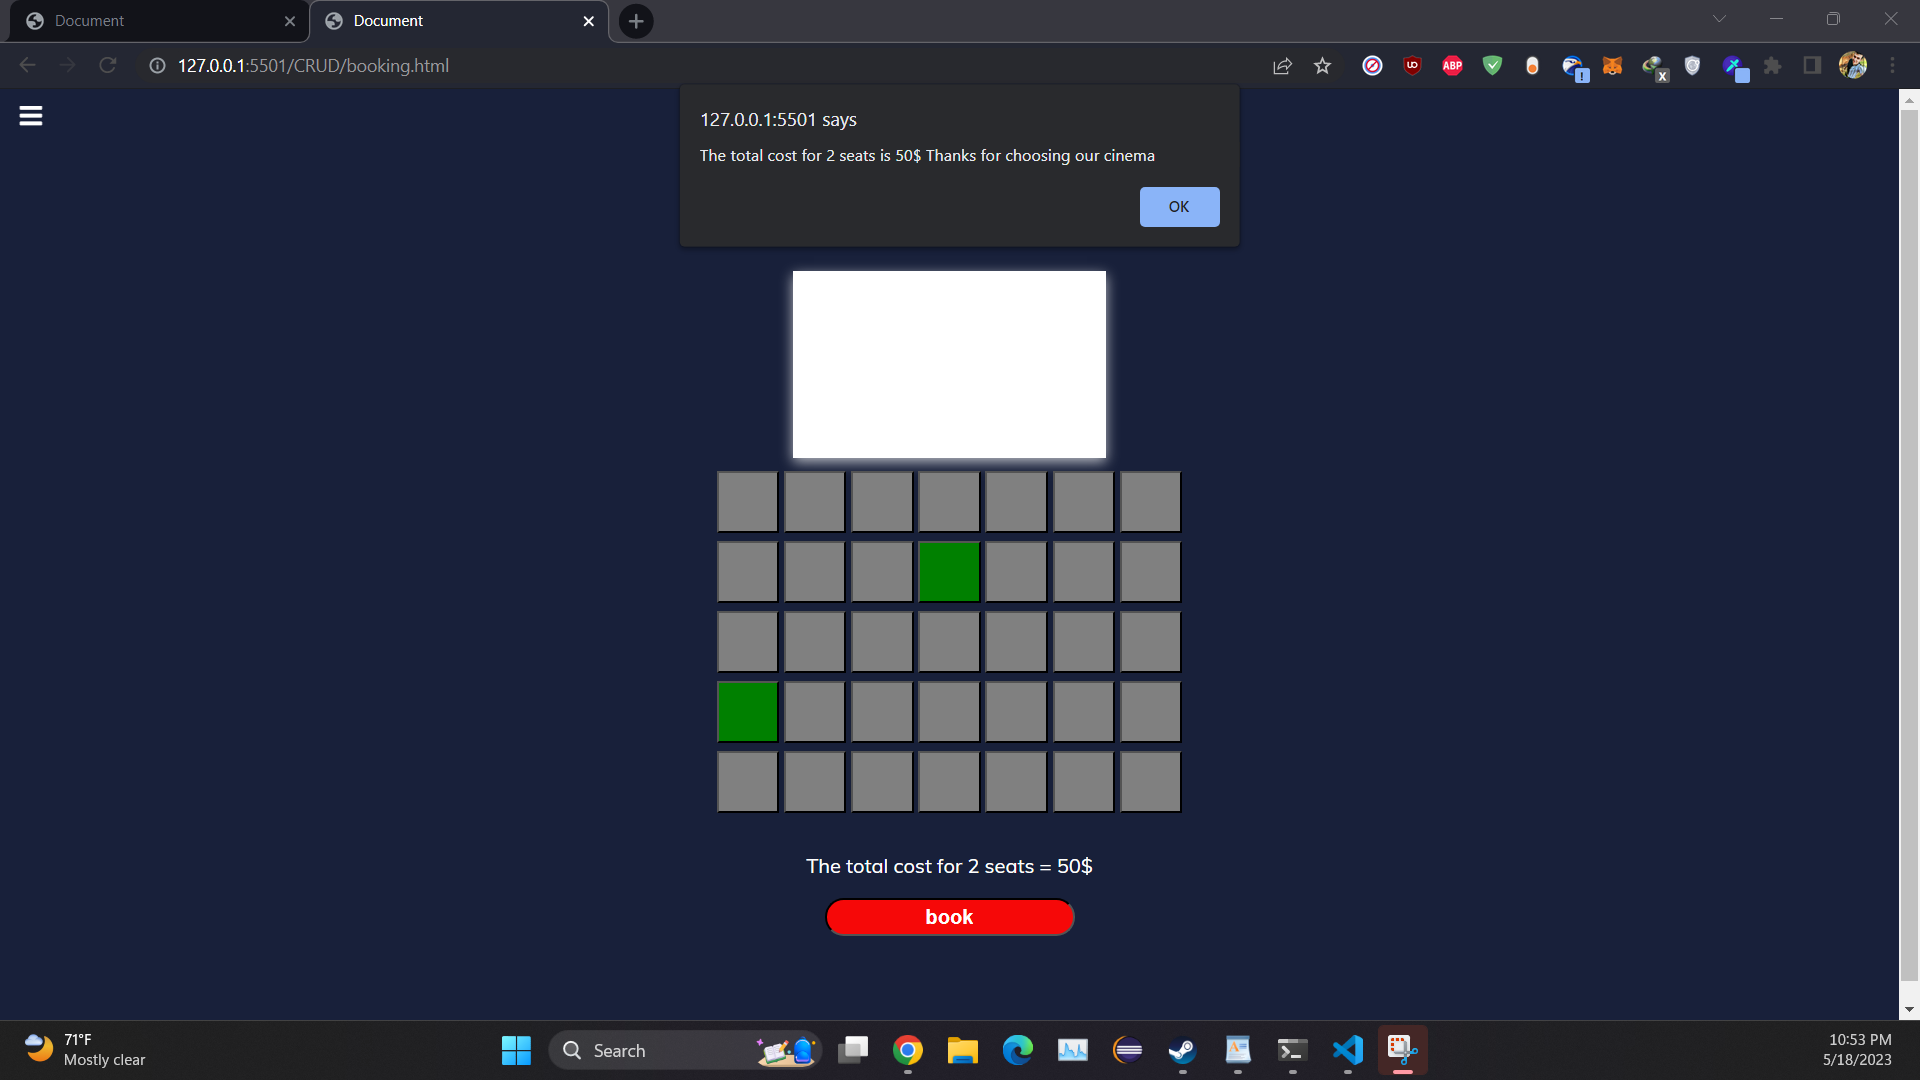 Document
Document
127.0.0.1:5501/CRUD/booking.html
UD
ABP
!
X
127.0.0.1:5501 says
The total cost for 2 seats is 50$ Thanks for choosing our cinema
OK
The total cost for 2 seats = 50$
book
71°F
Mostly clear
Search
10:53 PM
5/18/2023